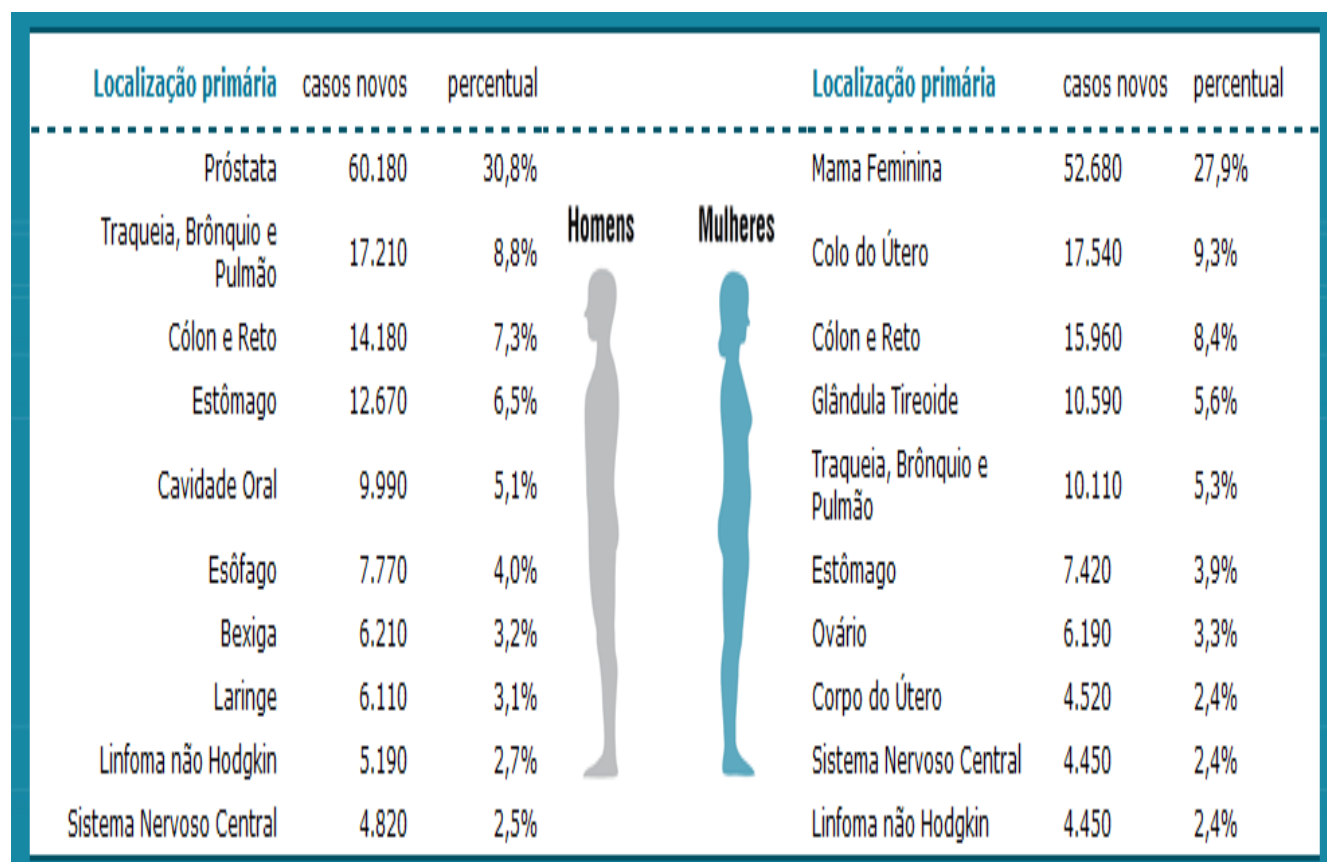 Localização primária casos novos percentual Localização primária casos novos percentual
Próstata 60.180 30,8% Mama Feminina 52.680 27,9%
Homens Mulheres
Traqueia, Brônquio e
Pulmão 17.210 8,8% Colo do Útero 17.540 9,3%
Cólon e Reto 14.180 7,3% Cólon e Reto 15.960 8,4%
Estômago 12.670 6,5% Glândula Tireoide 10.590 5,6%
Cavidade Oral 9.990 5,1% Traqueia, Brônquio e
Pulmão 10.110 5,3%
Esôfago 7.770 4,0% Estômago 7.420 3,9%
Bexiga 6.210 3,2% Ovário 6.190 3,3%
Laringe 6.110 3,1% Corpo do Útero 4.520 2,4%
Linfoma não Hodgkin 5.190 2,7% Sistema Nervoso Central 4.450 2,4%
Sistema Nervoso Central 4.820 2,5% Linfoma não Hodgkin 4.450 2,4%